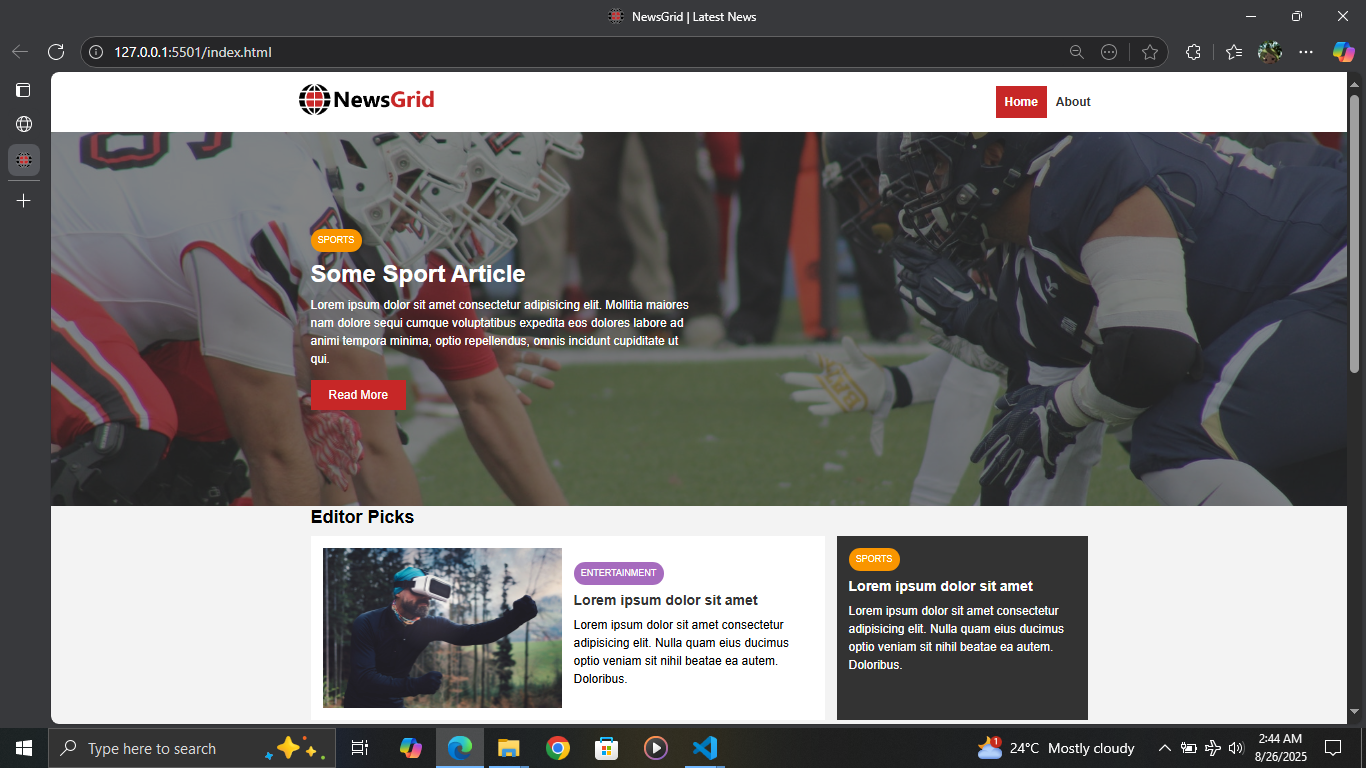 NewsGrid | Latest News
127.0.0.1:5501/index.html
NewsGrid
Home
About
SPORTS
Some Sport Article
Lorem ipsum dolor sit amet consectetur adipisicing elit. Mollitia maiores
nam dolore sequi cumque voluptatibus expedita eos dolores labore ad
animi tempora minima, optio repellendus, omnis incidunt cupiditate ut
qui.
Read More
Editor Picks
ENTERTAINMENT
Lorem ipsum dolor sit amet
Lorem ipsum dolor sit amet consectetur
adipisicing elit. Nulla quam eius ducimus
optio veniam sit nihil beatae ea autem.
Doloribus.
SPORTS
Lorem ipsum dolor sit amet
Lorem ipsum dolor sit amet consectetur
adipisicing elit. Nulla quam eius ducimus
optio veniam sit nihil beatae ea autem.
Doloribus.
Type here to search
1
24°C Mostly cloudy
2:44 AM
8/26/2025